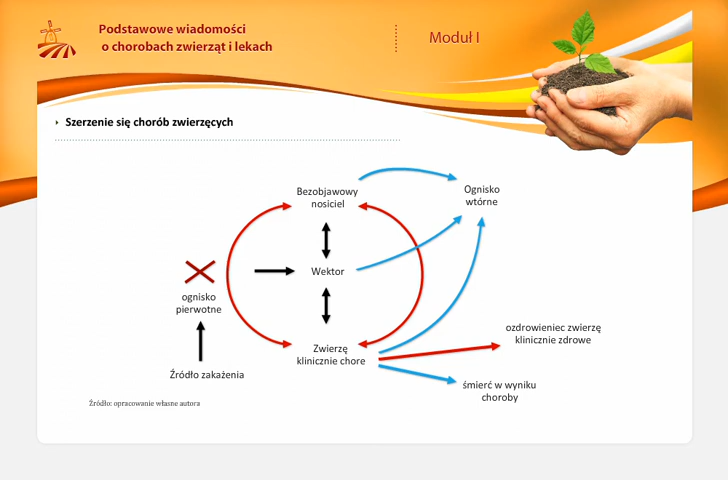 Podstawowe wiadomości
o chorobach zwierząt i lekach
Moduł I
Szerzenie się chorób zwierzęcych
Bezobjawowy
nosiciel
Ognisko
wtórne
Wektor
ognisko
pierwotne
Zwierzę
klinicznie chore
ozdrowieniec zwierzę
klinicznie zdrowe
Źródło zakażenia
śmierć w wyniku
choroby
Źródło: opracowanie własne autora